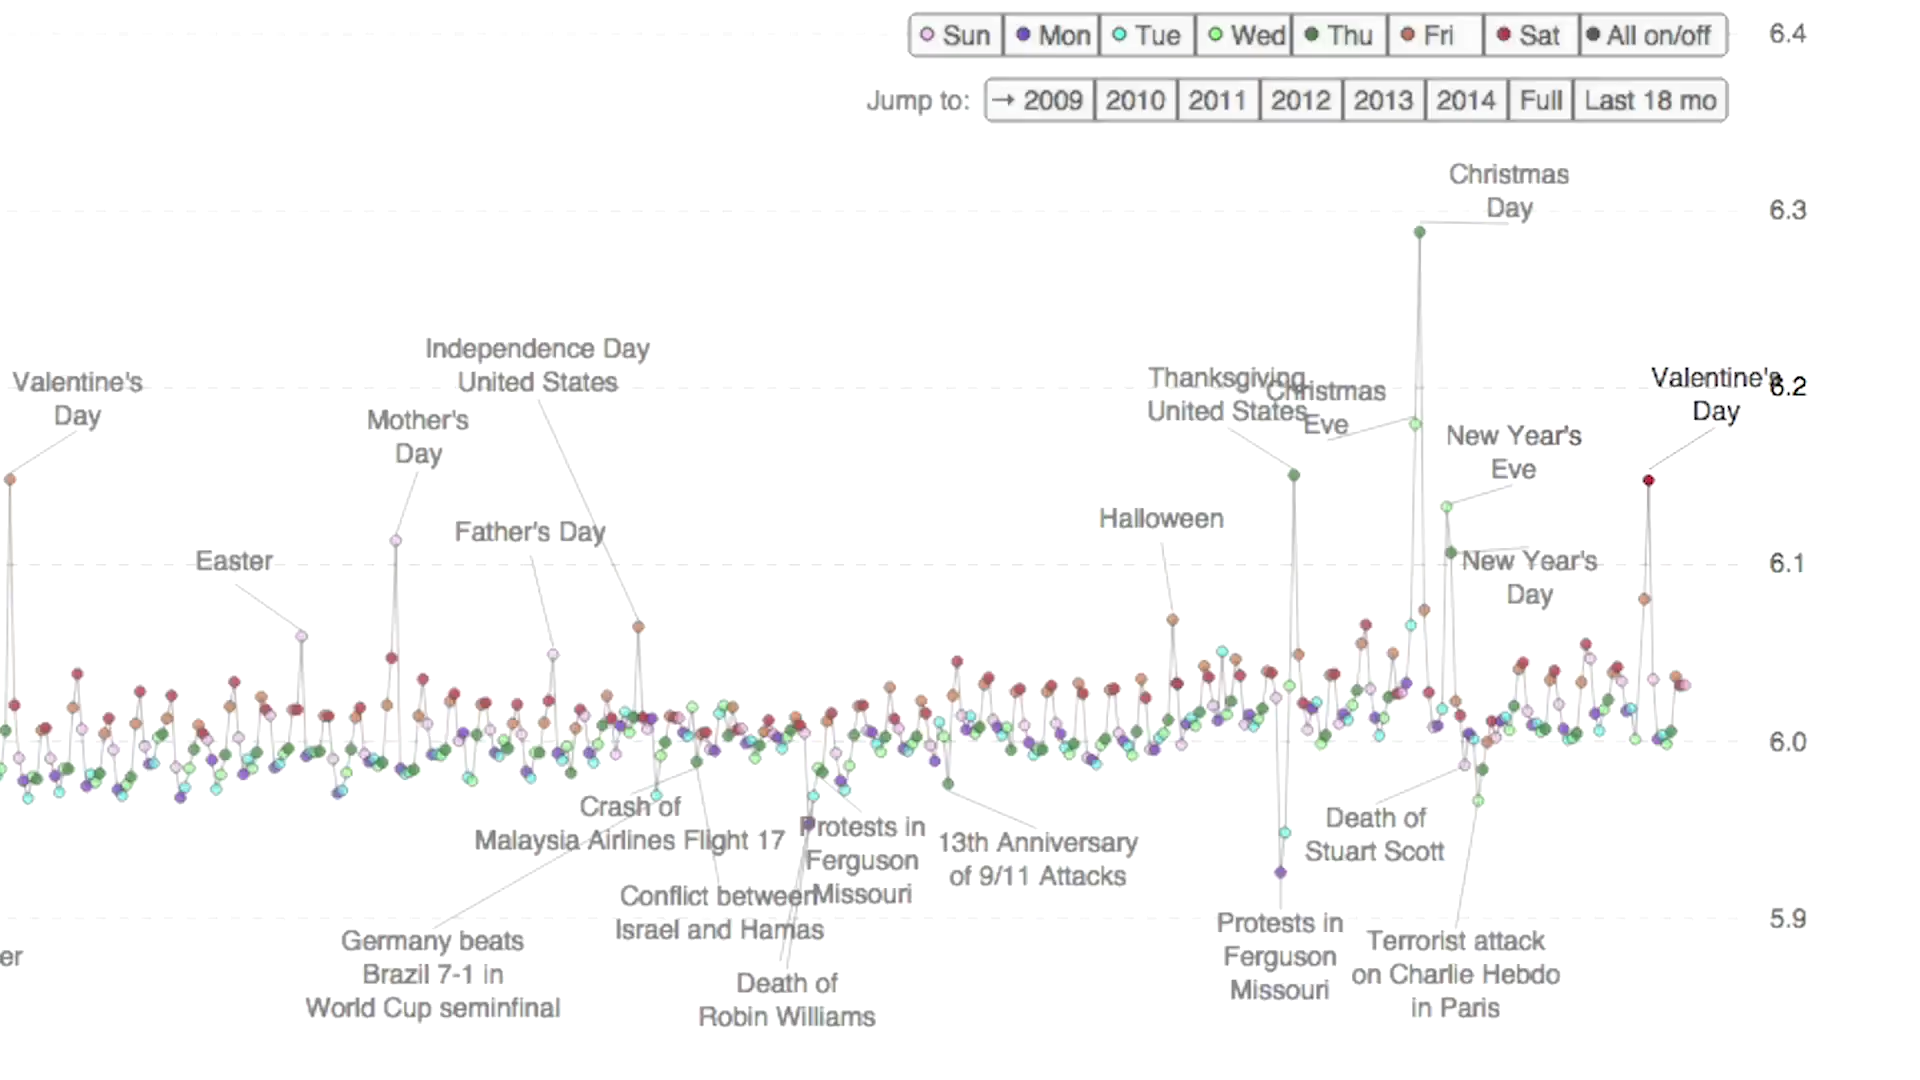 Sun Mon Tue Wed Thu Fri Sat All on/off
6.4
Jump to: → 2009 2010 2011 2012 2013 2014 Full Last 18 mo
Christmas
Day
6.3
Independence Day
United States
Valentine's
Day
Mother's
Day
Thanksgiving
United States
Christmas
Eve
Valentine's
Day
6.2
New Year's
Eve
Halloween
Father's Day
Easter
6.1
New Year's
Day
6.0
Crash of
Malaysia Airlines Flight 17
Protests in
Ferguson
Missouri
13th Anniversary
of 9/11 Attacks
Death of
Stuart Scott
Conflict between
Israel and Hamas
5.9
Germany beats
Brazil 7-1 in
World Cup seminfinal
er
Death of
Robin Williams
Protests in
Ferguson
Missouri
Terrorist attack
on Charlie Hebdo
in Paris